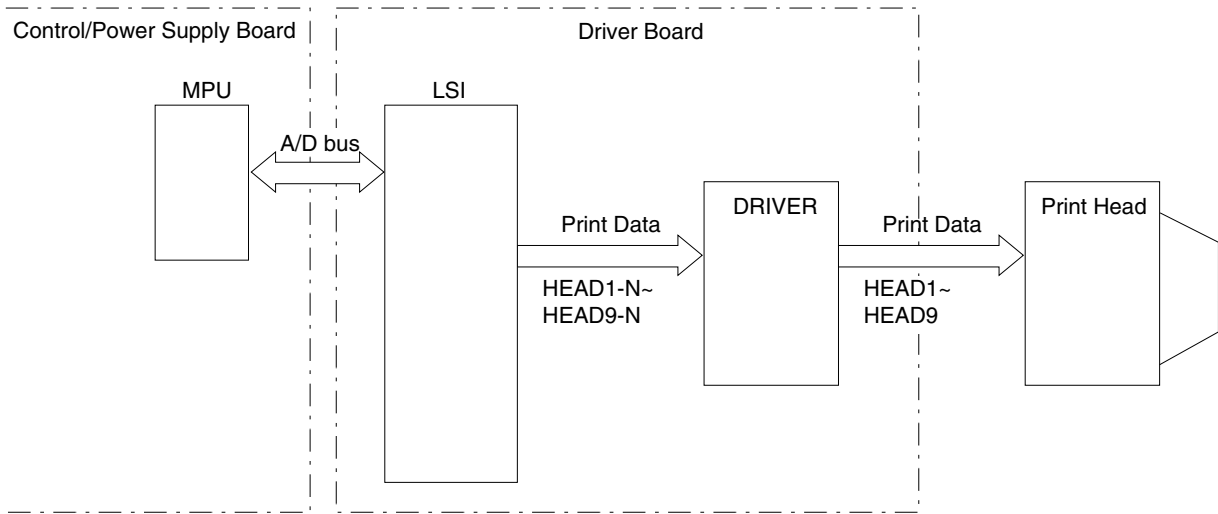 Control/Power Supply Board
Driver Board
MPU
LSI
A/D bus
DRIVER
Print Head
Print Data
Print Data
HEAD1-N~
HEAD9-N
HEAD1~
HEAD9